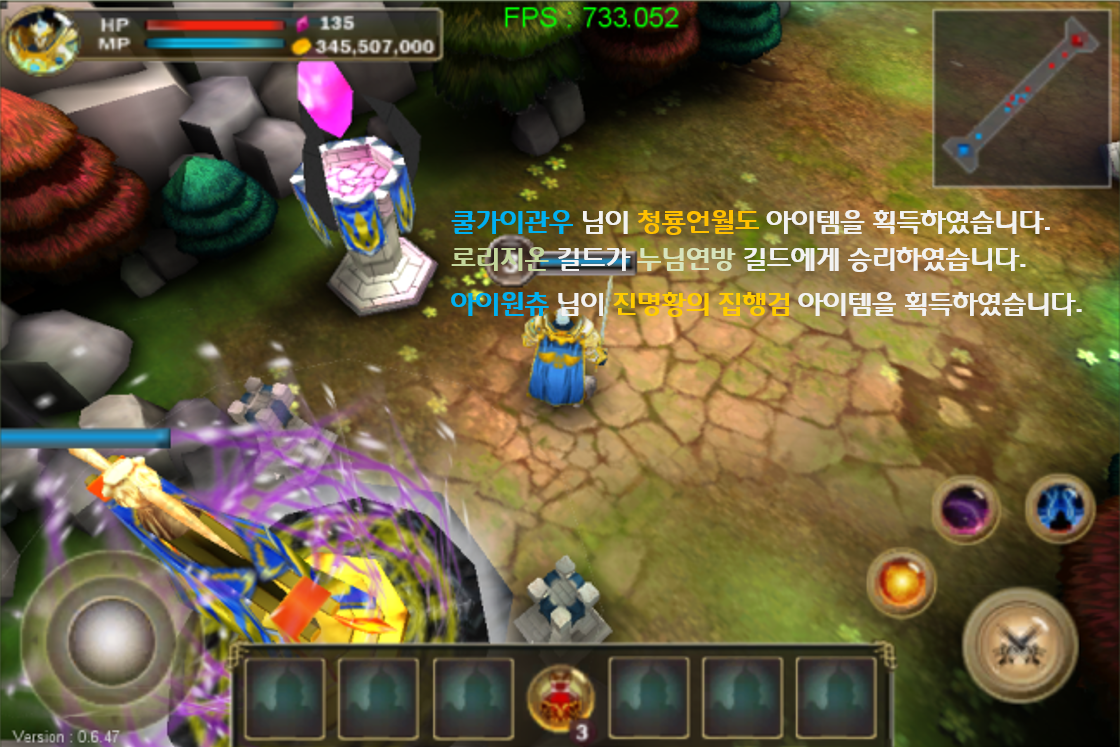 HP
135
MP
345,507,000
FPS : 733.052
쿨가이관우 님이 청룡언월도 아이템을 획득하였습니다.
로리지온 길드가 누님연방 길드에게 승리하였습니다.
아이원츄 님이 진명황의 집행검 아이템을 획득하였습니다.
3
Version : 0.6.47